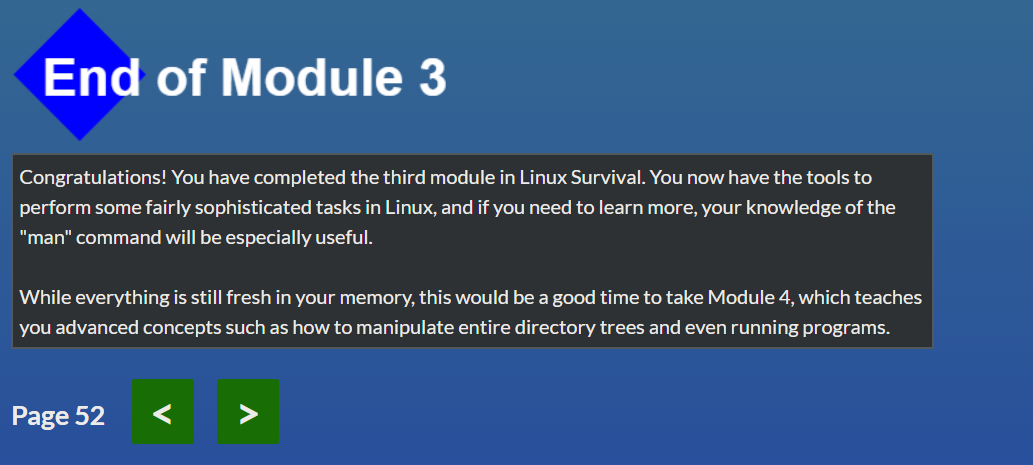 End of Module 3
Congratulations! You have completed the third module in Linux Survival. You now have the tools to
perform some fairly sophisticated tasks in Linux, and if you need to learn more, your knowledge of the
"man" command will be especially useful.
While everything is still fresh in your memory, this would be a good time to take Module 4, which teaches
you advanced concepts such as how to manipulate entire directory trees and even running programs.
Page 52 < >